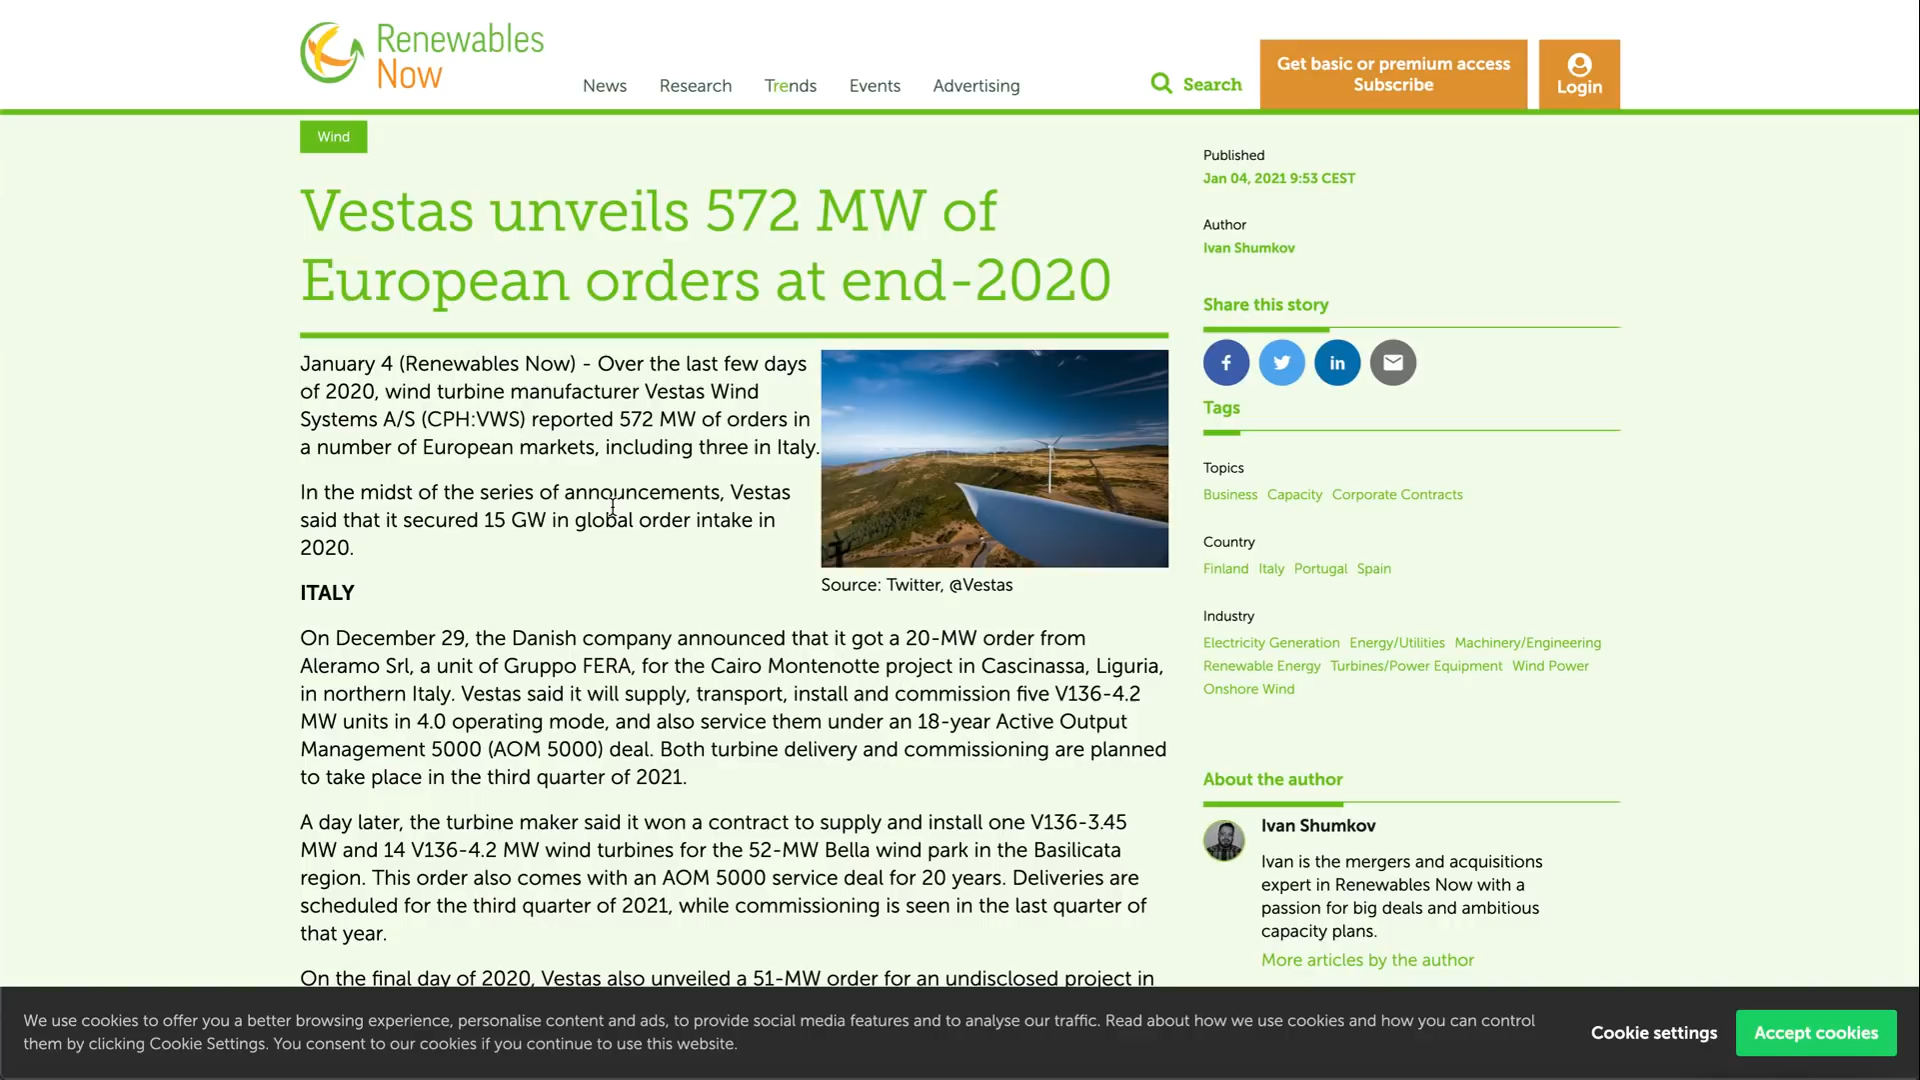 Renewables
Now
News Research Trends Events Advertising
Search
Get basic or premium access
Subscribe
Login
Wind
Vestas unveils 572 MW of
European orders at end-2020
January 4 (Renewables Now) - Over the last few days
of 2020, wind turbine manufacturer Vestas Wind
Systems A/S (CPH:VWS) reported 572 MW of orders in
a number of European markets, including three in Italy.
In the midst of the series of announcements, Vestas
said that it secured 15 GW in global order intake in
2020.
Source: Twitter, @Vestas
ITALY
On December 29, the Danish company announced that it got a 20-MW order from
Aleramo Srl, a unit of Gruppo FERA, for the Cairo Montenotte project in Cascinassa, Liguria,
in northern Italy. Vestas said it will supply, transport, install and commission five V136-4.2
MW units in 4.0 operating mode, and also service them under an 18-year Active Output
Management 5000 (AOM 5000) deal. Both turbine delivery and commissioning are planned
to take place in the third quarter of 2021.
A day later, the turbine maker said it won a contract to supply and install one V136-3.45
MW and 14 V136-4.2 MW wind turbines for the 52-MW Bella wind park in the Basilicata
region. This order also comes with an AOM 5000 service deal for 20 years. Deliveries are
scheduled for the third quarter of 2021, while commissioning is seen in the last quarter of
that year.
On the final day of 2020, Vestas also unveiled a 51-MW order for an undisclosed project in
Published
Jan 04, 2021 9:53 CEST
Author
Ivan Shumkov
Share this story
Tags
Topics
Business Capacity Corporate Contracts
Country
Finland Italy Portugal Spain
Industry
Electricity Generation Energy/Utilities Machinery/Engineering
Renewable Energy Turbines/Power Equipment Wind Power
Onshore Wind
About the author
Ivan Shumkov
Ivan is the mergers and acquisitions
expert in Renewables Now with a
passion for big deals and ambitious
capacity plans.
More articles by the author
We use cookies to offer you a better browsing experience, personalise content and ads, to provide social media features and to analyse our traffic. Read about how we use cookies and how you can control
them by clicking Cookie Settings. You consent to our cookies if you continue to use this website.
Cookie settings
Accept cookies